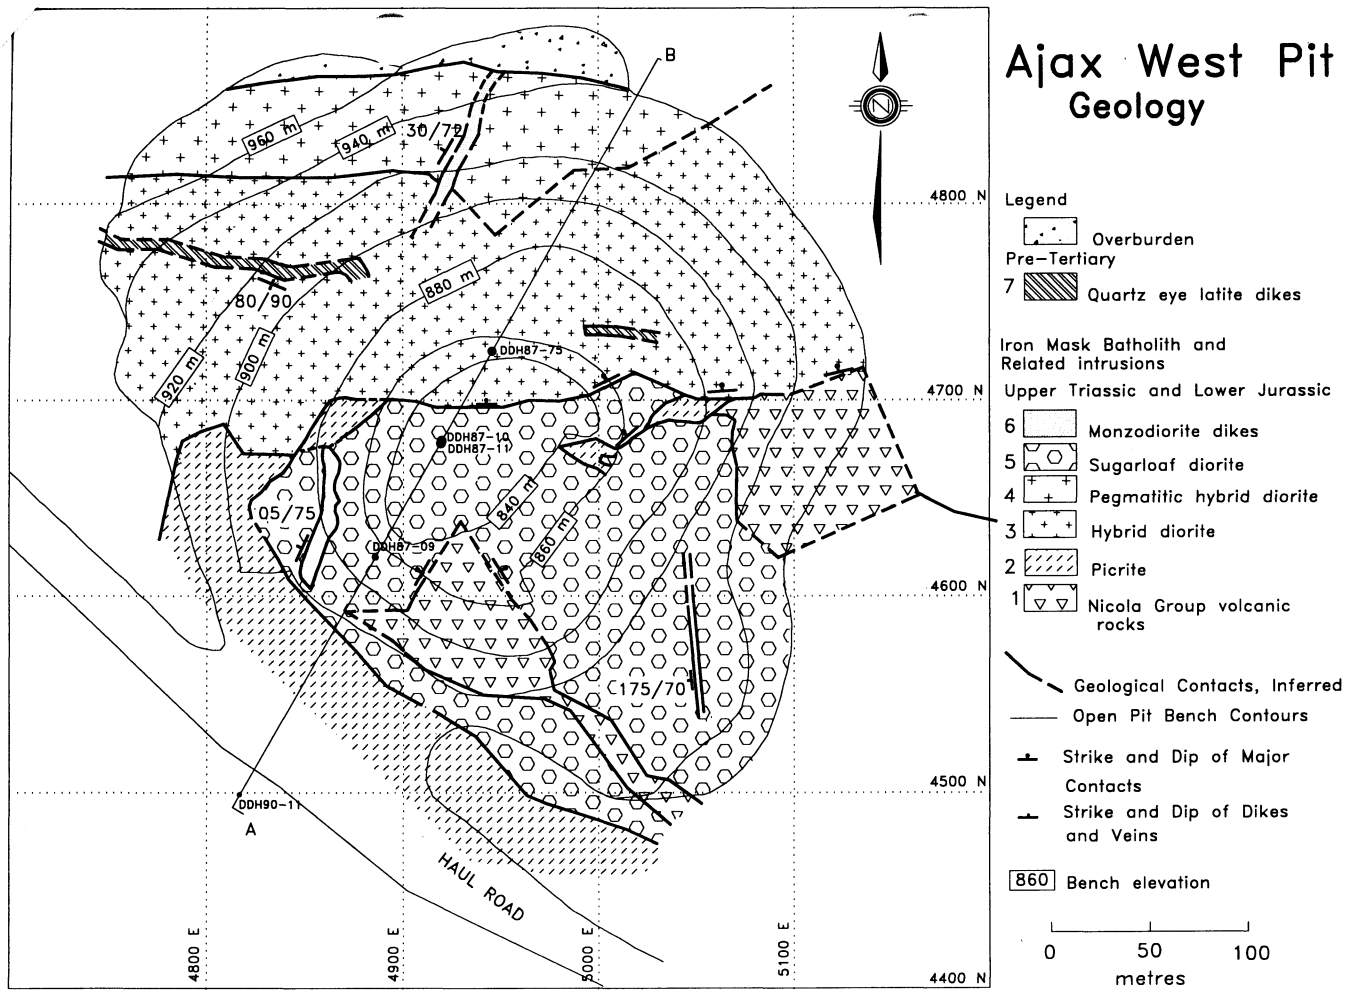 Ajax West Pit
Geology
Legend
Overburden
Pre-Tertiary
7 Quartz eye latite dikes
Iron Mask Batholith and
Related intrusions
Upper Triassic and Lower Jurassic
6 Monzodiorite dikes
5 Sugarloaf diorite
4 Pegmatitic hybrid diorite
3 Hybrid diorite
2 Picrite
1 Nicola Group volcanic
rocks
Geological Contacts, Inferred
Open Pit Bench Contours
Strike and Dip of Major
Contacts
Strike and Dip of Dikes
and Veins
860 Bench elevation
0 50 100
metres
B
N
960 m
940 m
30/72
4800 N
880 m
80/90
DDH87-75
920 m
900 m
4700 N
DDH87-10
DDH87-11
840 m
05/75
860 m
DDH87-09
4600 N
175/70
4500 N
DDH90-11
A
HAUL ROAD
4800 E
4900 E
5000 E
5100 E
4400 N